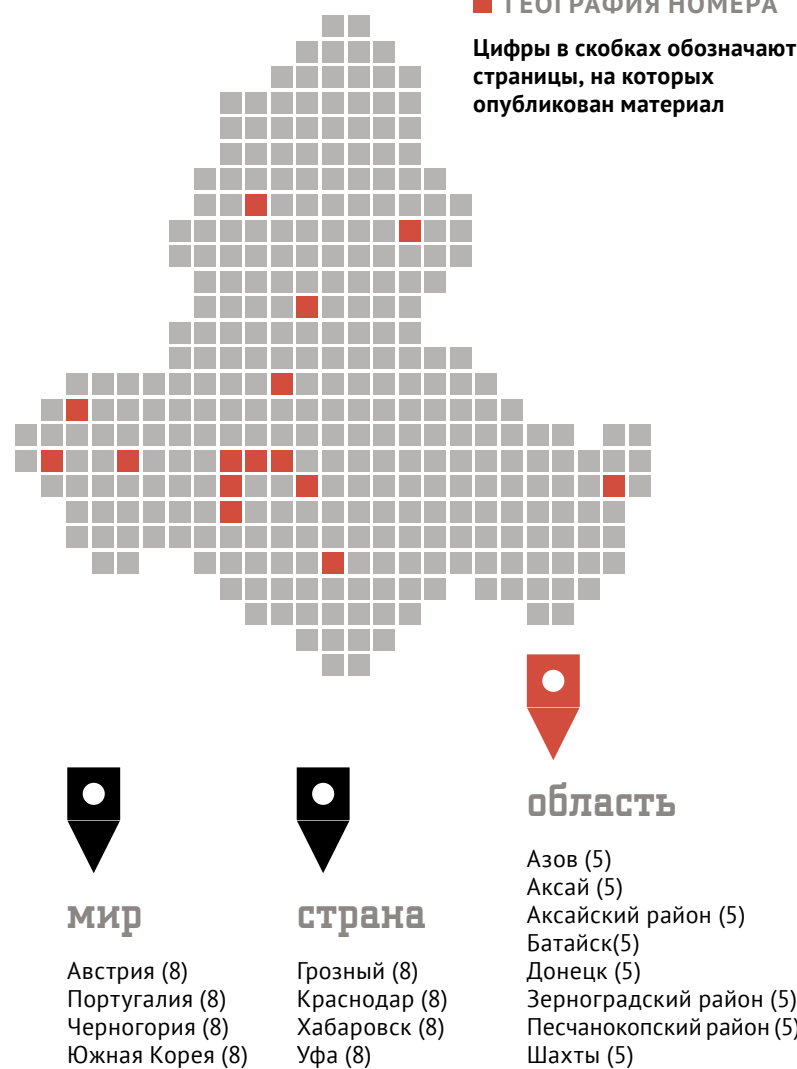 ГЕОГРАФИЯ НОМЕРА
Цифры в скобках обозначают
страницы, на которых
опубликован материал
мир
Австрия (8)
Португалия (8)
Черногория (8)
Южная Корея (8)
страна
Грозный (8)
Краснодар (8)
Хабаровск (8)
Уфа (8)
область
Азов (5)
Аксай (5)
Аксайский район (5)
Батайск(5)
Донецк (5)
Зерноградский район (5)
Песчанокопский район (5)
Шахты (5)